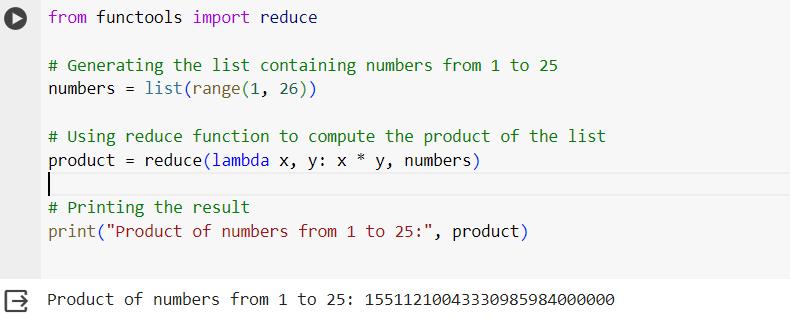 from functools import reduce
# Generating the list containing numbers from 1 to 25
numbers = list(range(1, 26))
# Using reduce function to compute the product of the list
product = reduce(lambda x, y: x * y, numbers)
# Printing the result
print("Product of numbers from 1 to 25:", product)
Product of numbers from 1 to 25: 15511210043330985984000000